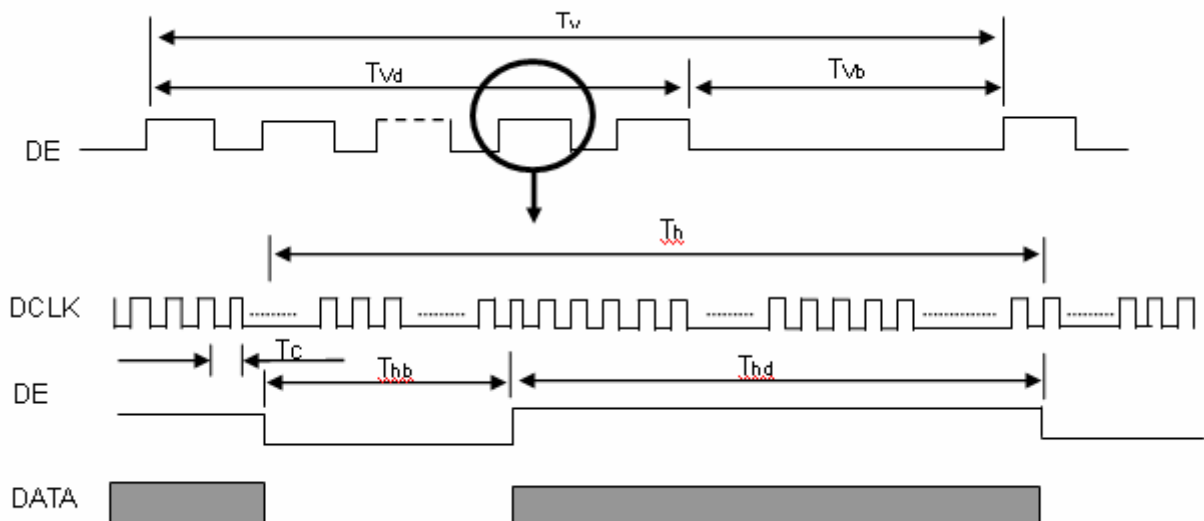 Tv
TVd
TVb
DE
Th
DCLK
Tc
Thb
Thd
DE
DATA